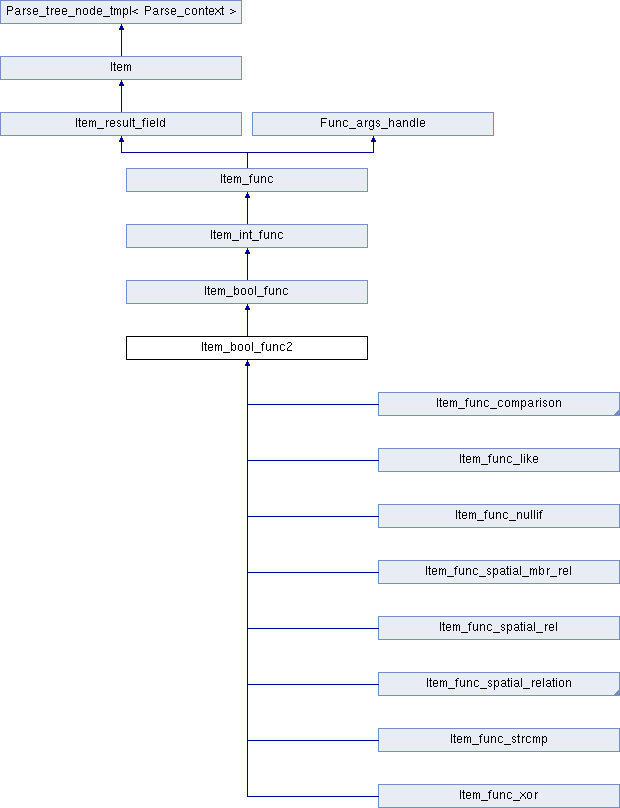 Parse_tree_node_tmpl< Parse_context >
Item
Item_result_field
Func_args_handle
Item_func
Item_int_func
Item_bool_func
Item_bool_func2
Item_func_comparison
Item_func_like
Item_func_nullif
Item_func_spatial_mbr_rel
Item_func_spatial_rel
Item_func_spatial_relation
Item_func_strcmp
Item_func_xor